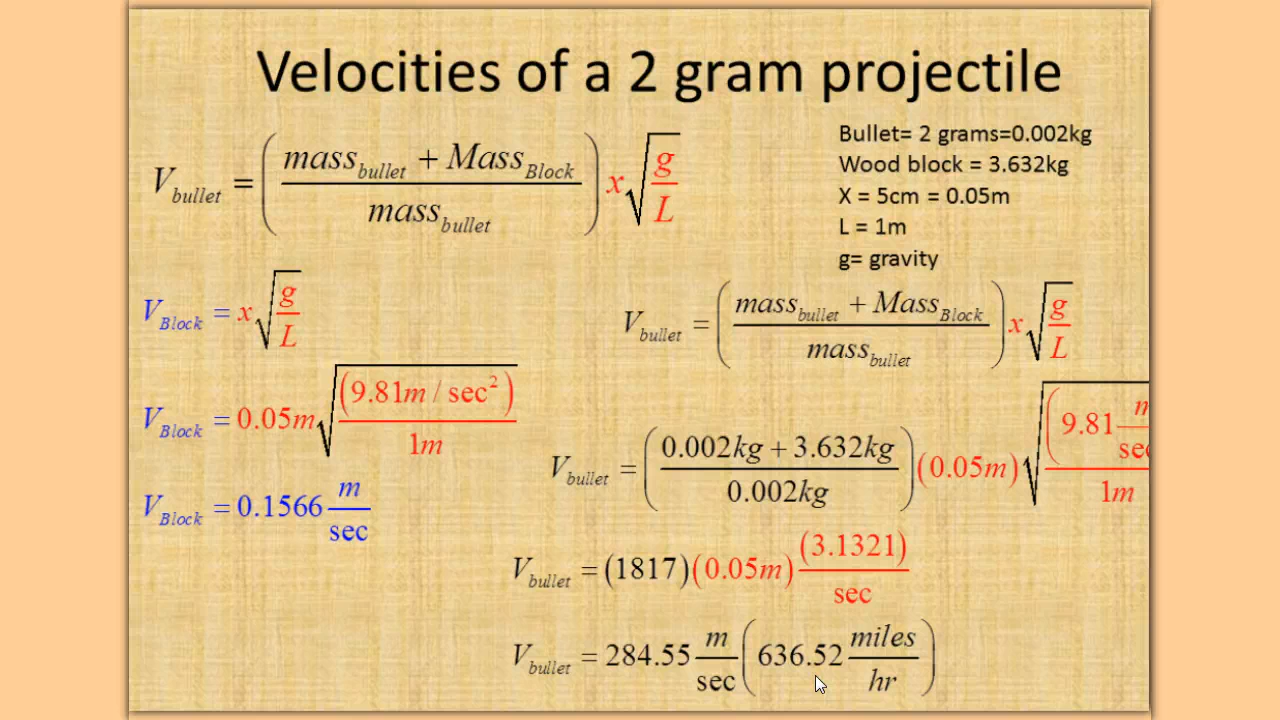 Velocities of a 2 gram projectile
V_bullet = ( (mass_bullet + Mass_Block) / mass_bullet ) x √(g / L)
Bullet= 2 grams=0.002kg
Wood block = 3.632kg
X = 5cm = 0.05m
L = 1m
g= gravity
V_Block = x √(g / L)
V_Block = 0.05m √((9.81m / sec²) / 1m)
V_Block = 0.1566 m / sec
V_bullet = ( (mass_bullet + Mass_Block) / mass_bullet ) x √(g / L)
V_bullet = ( (0.002kg + 3.632kg) / 0.002kg ) (0.05m) √((9.81 m / sec / 1m
V_bullet = (1817)(0.05m) (3.1321) / sec
V_bullet = 284.55 m / sec ( 636.52 miles / hr )